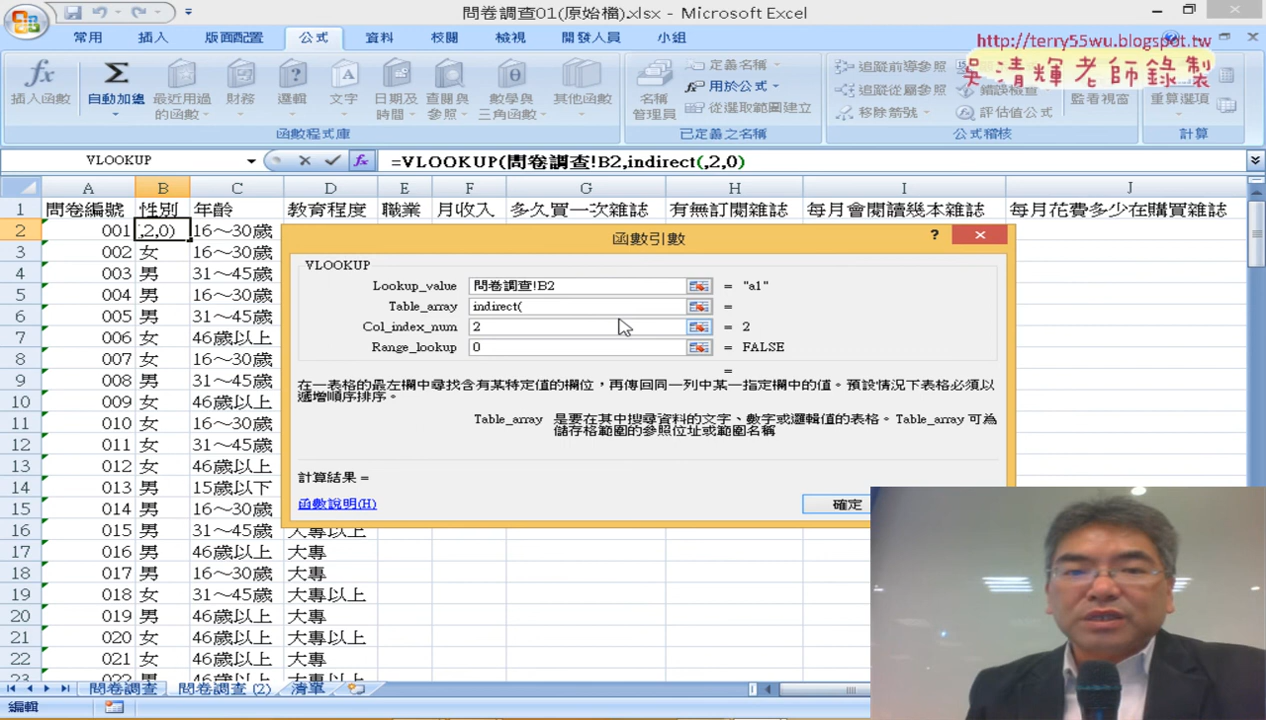 問卷調查01(原始檔).xlsx - Microsoft Excel
常用 插入 版面配置 公式 資料 校閱 檢視 開發人員 小組
http://terry55wu.blogspot.tw
吳清輝老師錄製
插入函數 自動加總 最近用過的函數 財務 邏輯 文字 日期及時間 查閱與參照 數學與三角函數 其他函數
函數程式庫
名稱管理員 定義名稱 用於公式 從選取範圍建立
已定義之名稱
追蹤前導參照 追蹤從屬參照 移除箭號 錯誤檢查 評估值公式 監看視窗
公式稽核
重算選項
計算
VLOOKUP =VLOOKUP(問卷調查!B2,indirect(,2,0)
A B C D E F G H I J
1 問卷編號 性別 年齡 教育程度 職業 月收入 多久買一次雜誌 有無訂閱雜誌 每月會閱讀幾本雜誌 每月花費多少在購買雜誌
2 001 ,2,0) 16～30歲
3 002 女 16～30歲
4 003 男 31～45歲
5 004 男 16～30歲
6 005 男 31～45歲
7 006 女 46歲以上
8 007 男 16～30歲
9 008 男 31～45歲
10 009 女 46歲以上
11 010 女 16～30歲
12 011 女 31～45歲
13 012 女 46歲以上
14 013 男 15歲以下
15 014 男 16～30歲
16 015 男 31～45歲 大專以上
17 016 男 46歲以上 大專
18 017 男 16～30歲 大專
19 018 女 31～45歲 大專以上
20 019 男 46歲以上 大專
21 020 女 46歲以上 大專以上
22 021 女 46歲以上 大專
23 022 男 16～30歲 大專
函數引數
VLOOKUP
Lookup_value 問卷調查!B2 = "a1"
Table_array indirect( =
Col_index_num 2 = 2
Range_lookup 0 = FALSE
=
在一表格的最左欄中尋找含有某特定值的欄位，再傳回同一列中某一指定欄中的值。預設情況下表格必須以
遞增順序排序。
Table_array 是要在其中搜尋資料的文字、數字或邏輯值的表格。Table_array 可為
儲存格範圍的參照位址或範圍名稱
計算結果 =
函數說明(H)
確定
問卷調查 問卷調查 (2) 清單
編輯